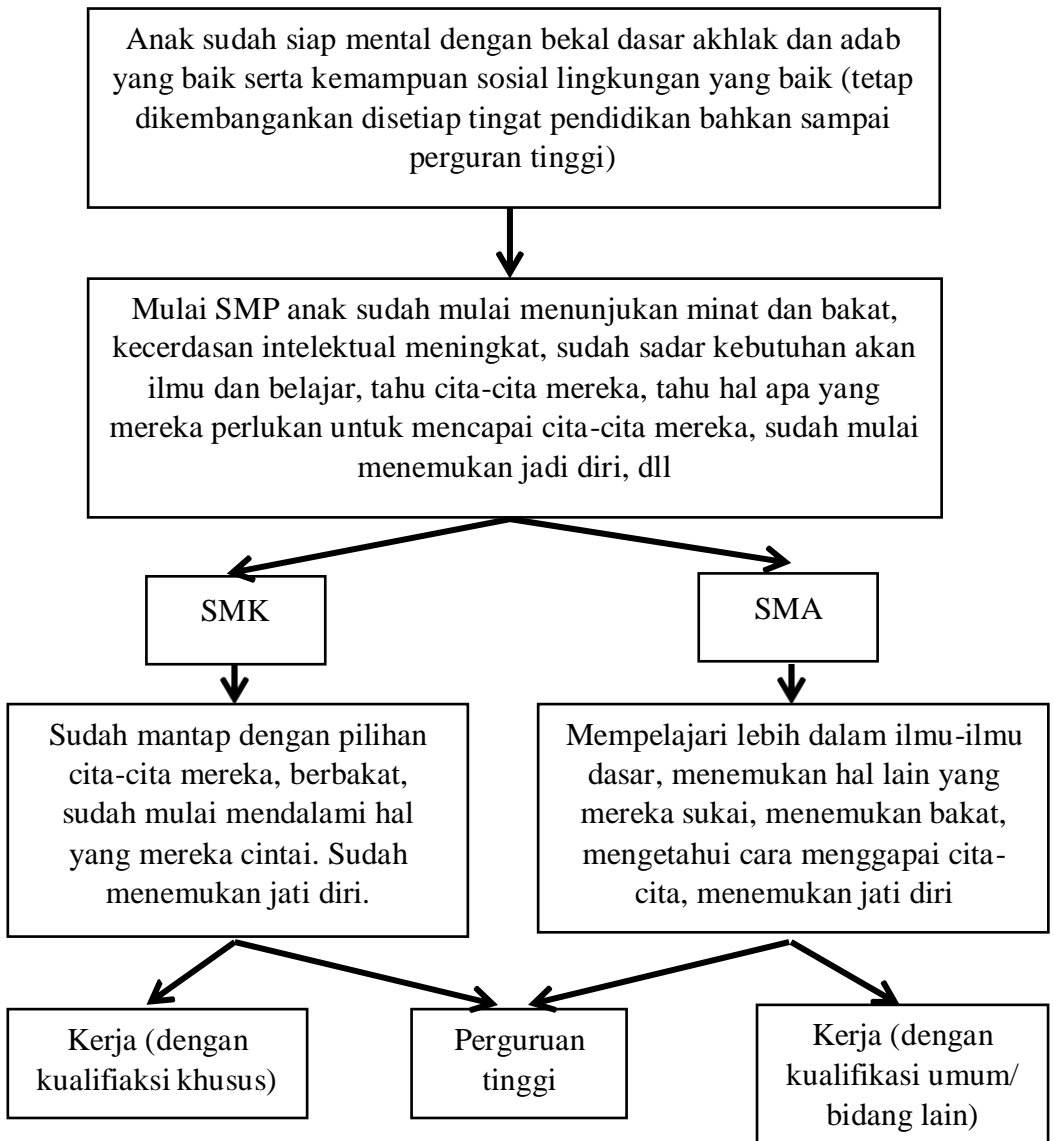 Anak sudah siap mental dengan bekal dasar akhlak dan adab
yang baik serta kemampuan sosial lingkungan yang baik (tetap
dikembangankan disetiap tingat pendidikan bahkan sampai
perguran tinggi)
Mulai SMP anak sudah mulai menunjukan minat dan bakat,
kecerdasan intelektual meningkat, sudah sadar kebutuhan akan
ilmu dan belajar, tahu cita-cita mereka, tahu hal apa yang
mereka perlukan untuk mencapai cita-cita mereka, sudah mulai
menemukan jadi diri, dll
SMK
SMA
Sudah mantap dengan pilihan
cita-cita mereka, berbakat,
sudah mulai mendalami hal
yang mereka cintai. Sudah
menemukan jati diri.
Mempelajari lebih dalam ilmu-ilmu
dasar, menemukan hal lain yang
mereka sukai, menemukan bakat,
mengetahui cara menggapai cita-
cita, menemukan jati diri
Kerja (dengan
kualifiaksi khusus)
Perguruan
tinggi
Kerja (dengan
kualifikasi umum/
bidang lain)